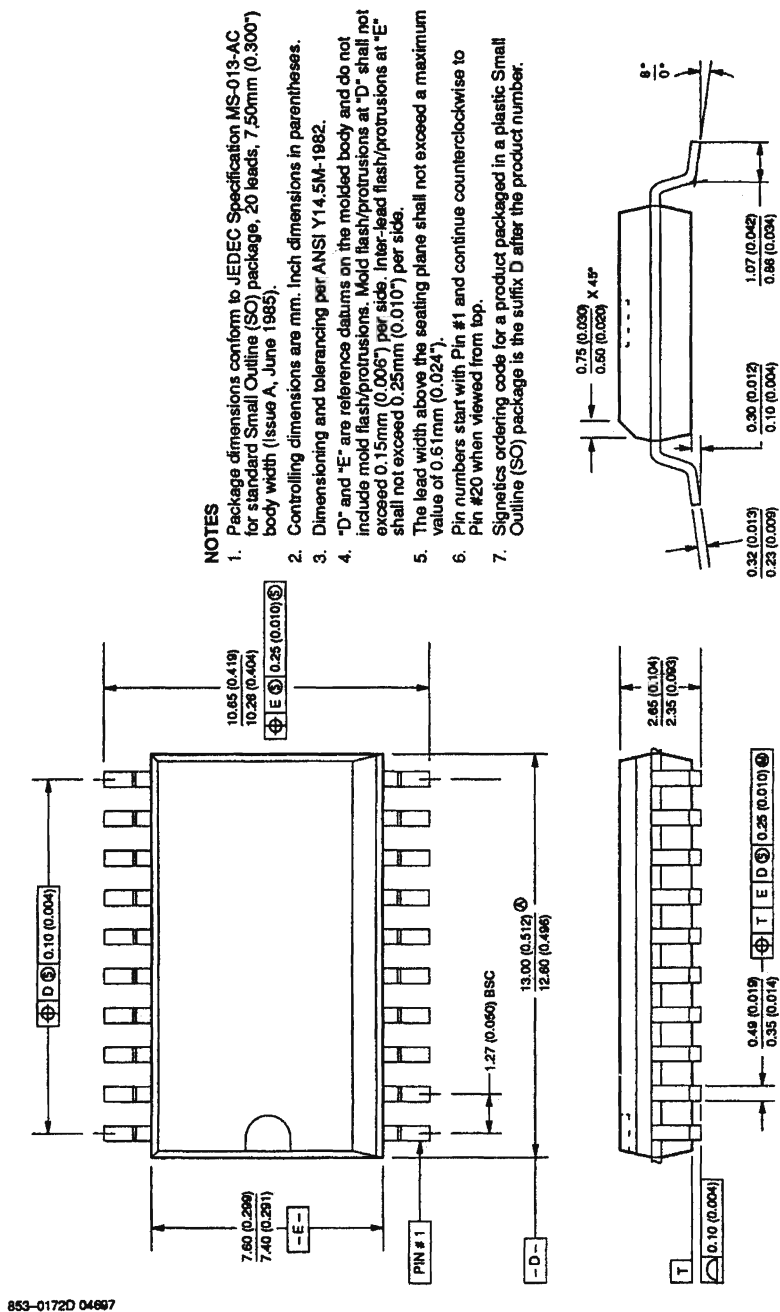 853–0172D 04697
NOTES
1. Package dimensions conform to JEDEC Specification MS-013-AC
for standard Small Outline (SO) package, 20 leads, 7,50mm (0.300")
body width (Issue A, June 1985).
2. Controlling dimensions are mm. Inch dimensions in parentheses.
3. Dimensioning and tolerancing per ANSI Y14.5M-1982.
4. "D" and "E" are reference datums on the molded body and do not
include mold flash/protrusions. Mold flash/protrusions at "D" shall not
exceed 0.15mm (0.006") per side. Inter-lead flash/protrusions at "E"
shall not exceed 0.25mm (0.010") per side.
5. The lead width above the seating plane shall not exceed a maximum
value of 0.61mm (0.024").
6. Pin numbers start with Pin #1 and continue counterclockwise to
Pin #20 when viewed from top.
7. Signetics ordering code for a product packaged in a plastic Small
Outline (SO) package is the suffix D after the product number.
⌖ D Ⓢ 0.10 (0.004)
10.65 (0.419)
10.26 (0.404)
⌖ E Ⓢ 0.25 (0.010) Ⓢ
7.60 (0.299)
7.40 (0.291)
-E-
PIN # 1
1.27 (0.050) BSC
13.00 (0.512) Ⓐ
12.60 (0.496)
-D-
2.65 (0.104)
2.35 (0.093)
T
0.10 (0.004)
0.49 (0.019)
0.35 (0.014)
⌖ T E D Ⓢ 0.25 (0.010) Ⓜ
0.75 (0.030)
0.50 (0.020)
X 45°
8°
0°
0.32 (0.013)
0.23 (0.009)
0.30 (0.012)
0.10 (0.004)
1.07 (0.042)
0.86 (0.034)